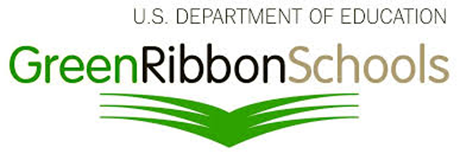 U.S. DEPARTMENT OF EDUCATION
GreenRibbonSchools